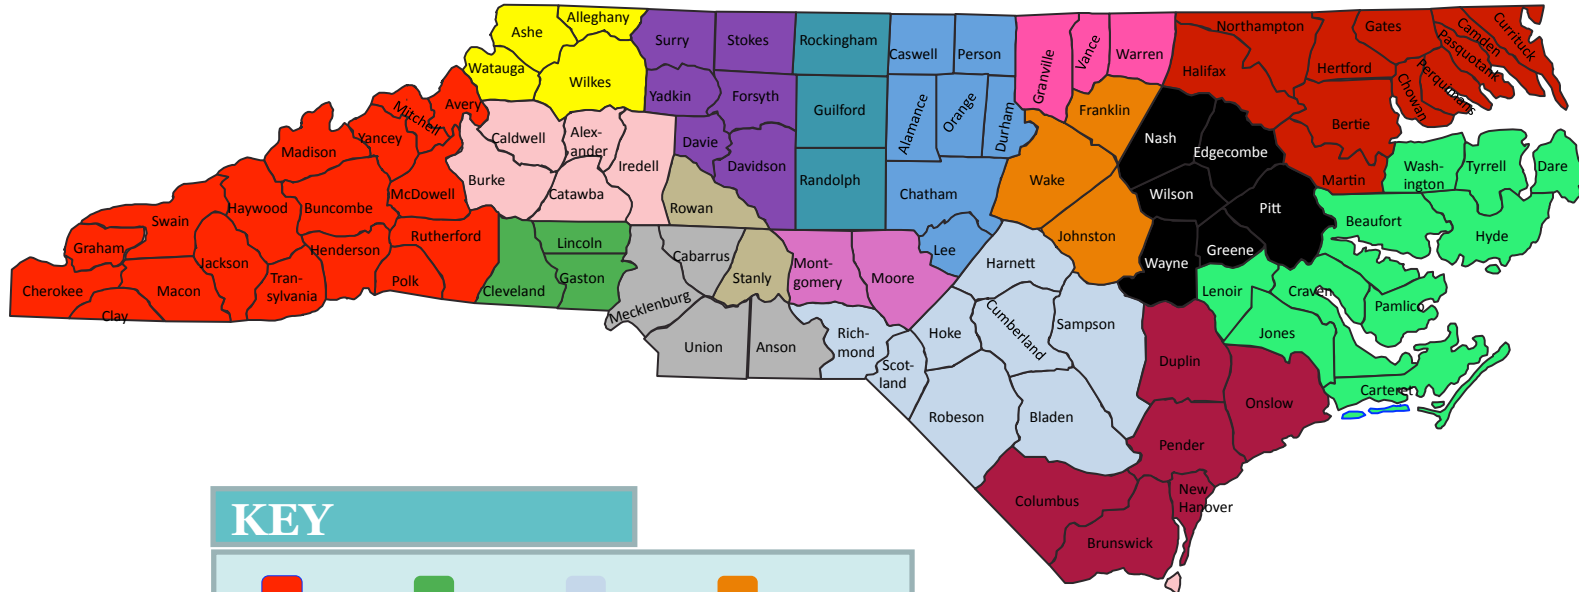 Ashe
Alleghany
Surry
Stokes
Rockingham
Caswell
Person
Granville
Vance
Warren
Northampton
Gates
Camden
Currituck
Pasquotank
Perquimans
Chowan
Hertford
Halifax
Bertie
Martin
Watauga
Wilkes
Yadkin
Forsyth
Guilford
Alamance
Orange
Durham
Franklin
Nash
Edgecombe
Avery
Mitchell
Yancey
Madison
Caldwell
Alex-
ander
Iredell
Davie
Davidson
Randolph
Chatham
Wake
Wilson
Pitt
Wash-
ington
Tyrrell
Dare
Beaufort
Hyde
Burke
Catawba
Rowan
McDowell
Buncombe
Haywood
Swain
Graham
Cherokee
Clay
Macon
Jackson
Tran-
sylvania
Henderson
Polk
Rutherford
Cleveland
Lincoln
Gaston
Mecklenburg
Cabarrus
Stanly
Union
Anson
Mont-
gomery
Moore
Lee
Harnett
Johnston
Wayne
Greene
Lenoir
Craven
Pamlico
Jones
Carteret
Rich-
mond
Scot-
land
Hoke
Cumberland
Sampson
Duplin
Onslow
Robeson
Bladen
Pender
Columbus
New
Hanover
Brunswick
KEY